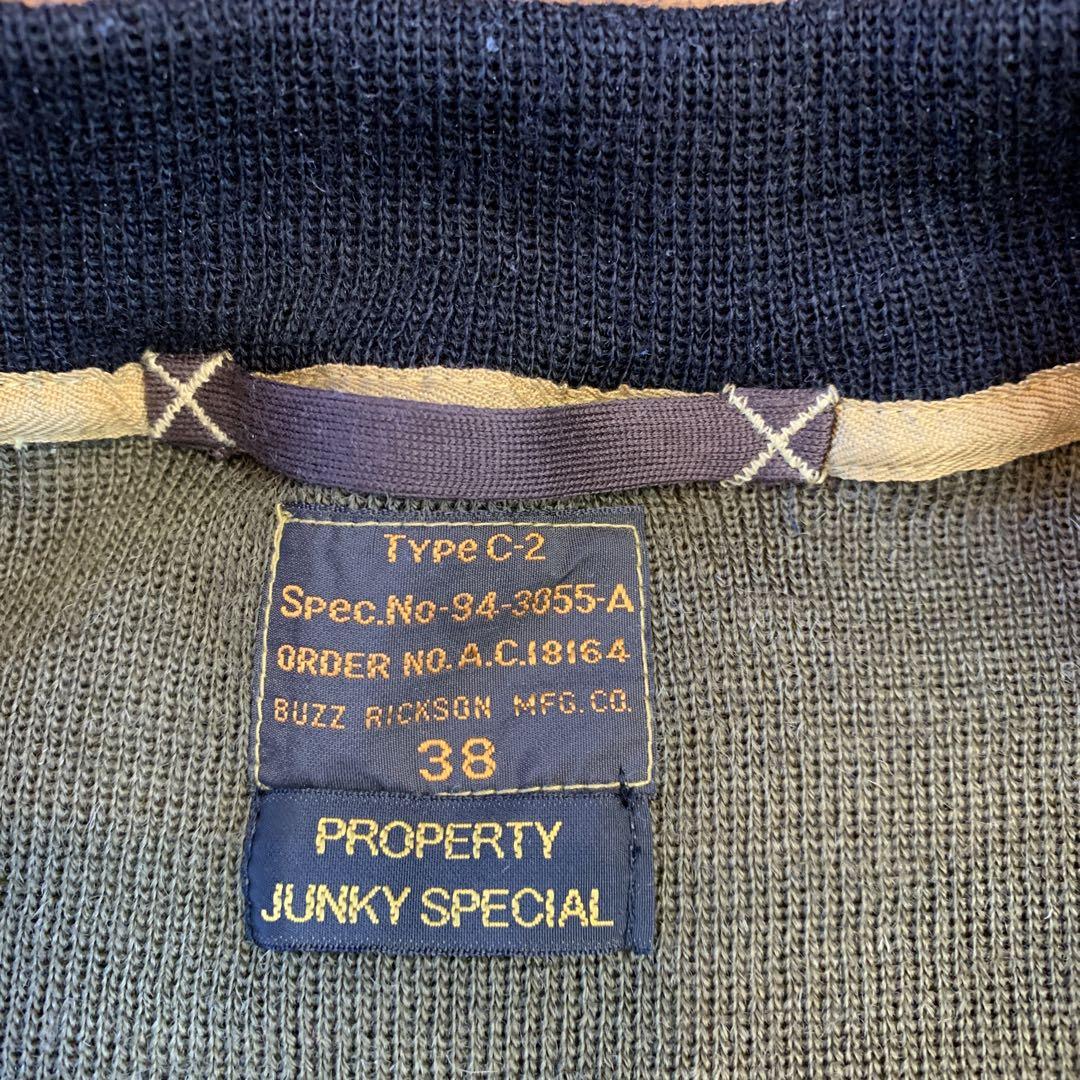 Type C-2
Spec.No-94-3055-A
ORDER NO.A.C.18164
BUZZ RICKSON MFG.CO.
38
PROPERTY
JUNKY SPECIAL